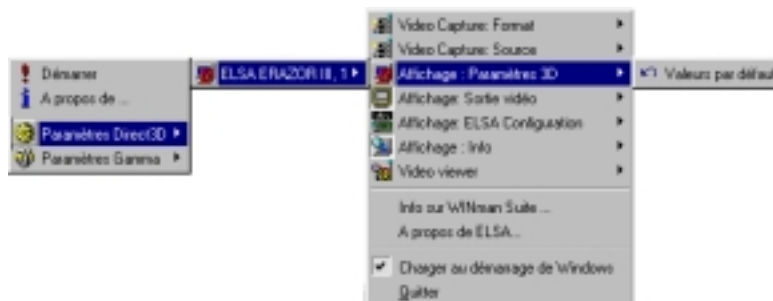 Démarrer
A propos de ...
Paramètres Direct3D
Paramètres Gamma
ELSA ERAZOR III, 1
Video Capture: Format
Video Capture: Source
Affichage : Paramètres 3D
Affichage: Sortie vidéo
Affichage: ELSA Configuration
Affichage : Info
Video viewer
Info sur WINman Suite ...
A propos de ELSA...
Charger au démarrage de Windows
Quitter
Valeurs par défaut